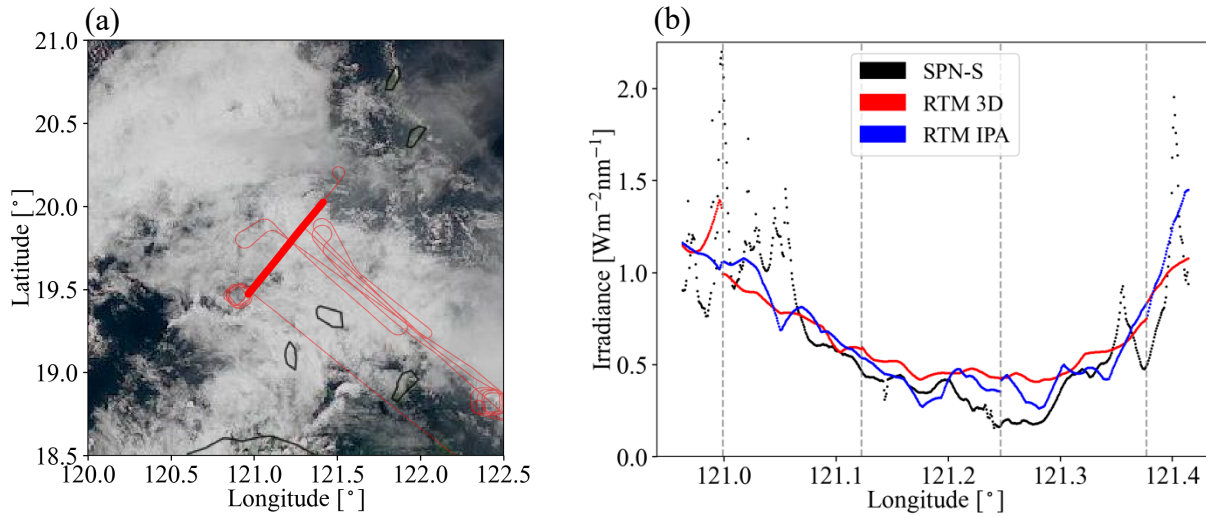 (a)
21.0
20.5
20.0
19.5
19.0
18.5
Latitude [°]
120.0 120.5 121.0 121.5 122.0 122.5
Longitude [°]
(b)
SPN-S
RTM 3D
RTM IPA
2.0
1.5
1.0
0.5
0.0
Irradiance [Wm⁻²nm⁻¹]
121.0 121.1 121.2 121.3 121.4
Longitude [°]